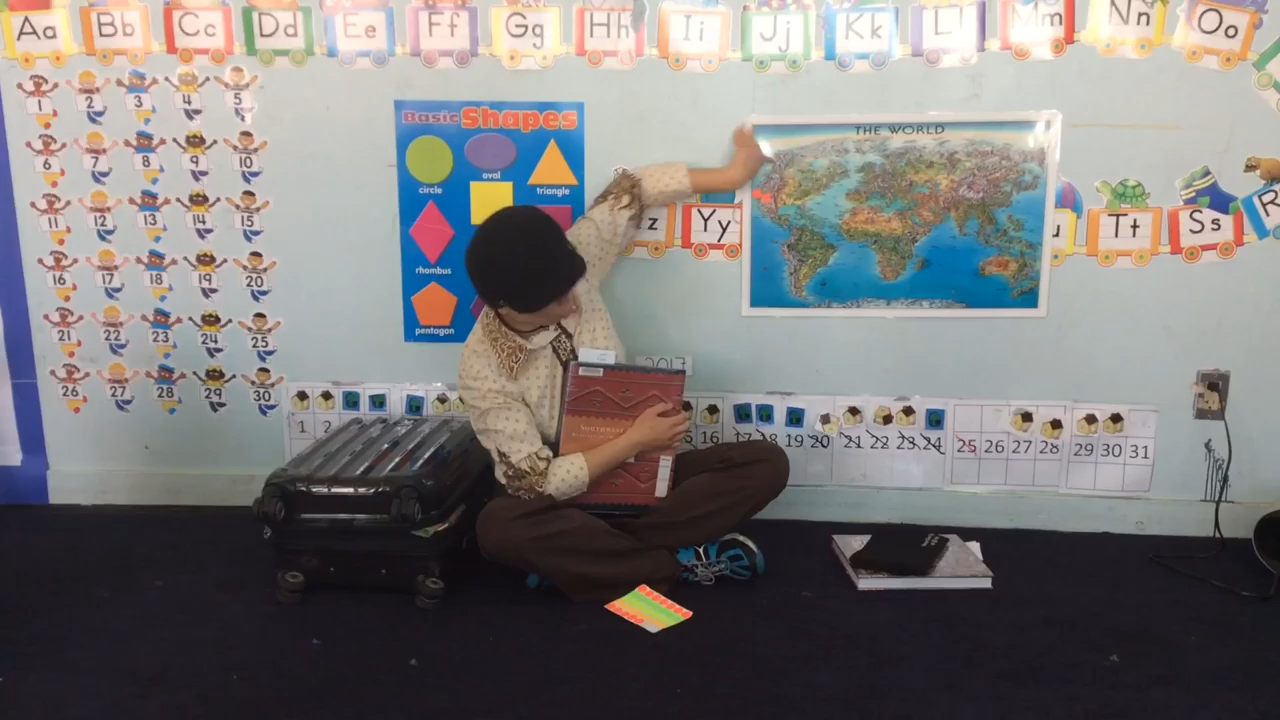 Aa Bb Cc Dd Ee Ff Gg Hh Ii Jj Kk Ll Mm Nn Oo
1 2 3 4 5
6 7 8 9 10
11 12 13 14 15
16 17 18 19 20
21 22 23 24 25
26 27 28 29 30
Basic Shapes
circle
oval
triangle
rhombus
pentagon
THE WORLD
z Yy
Tt Ss R
2017
SOUTHWEST
1 2
16 17 18 19 20 21 22 23 24 25 26 27 28 29 30 31